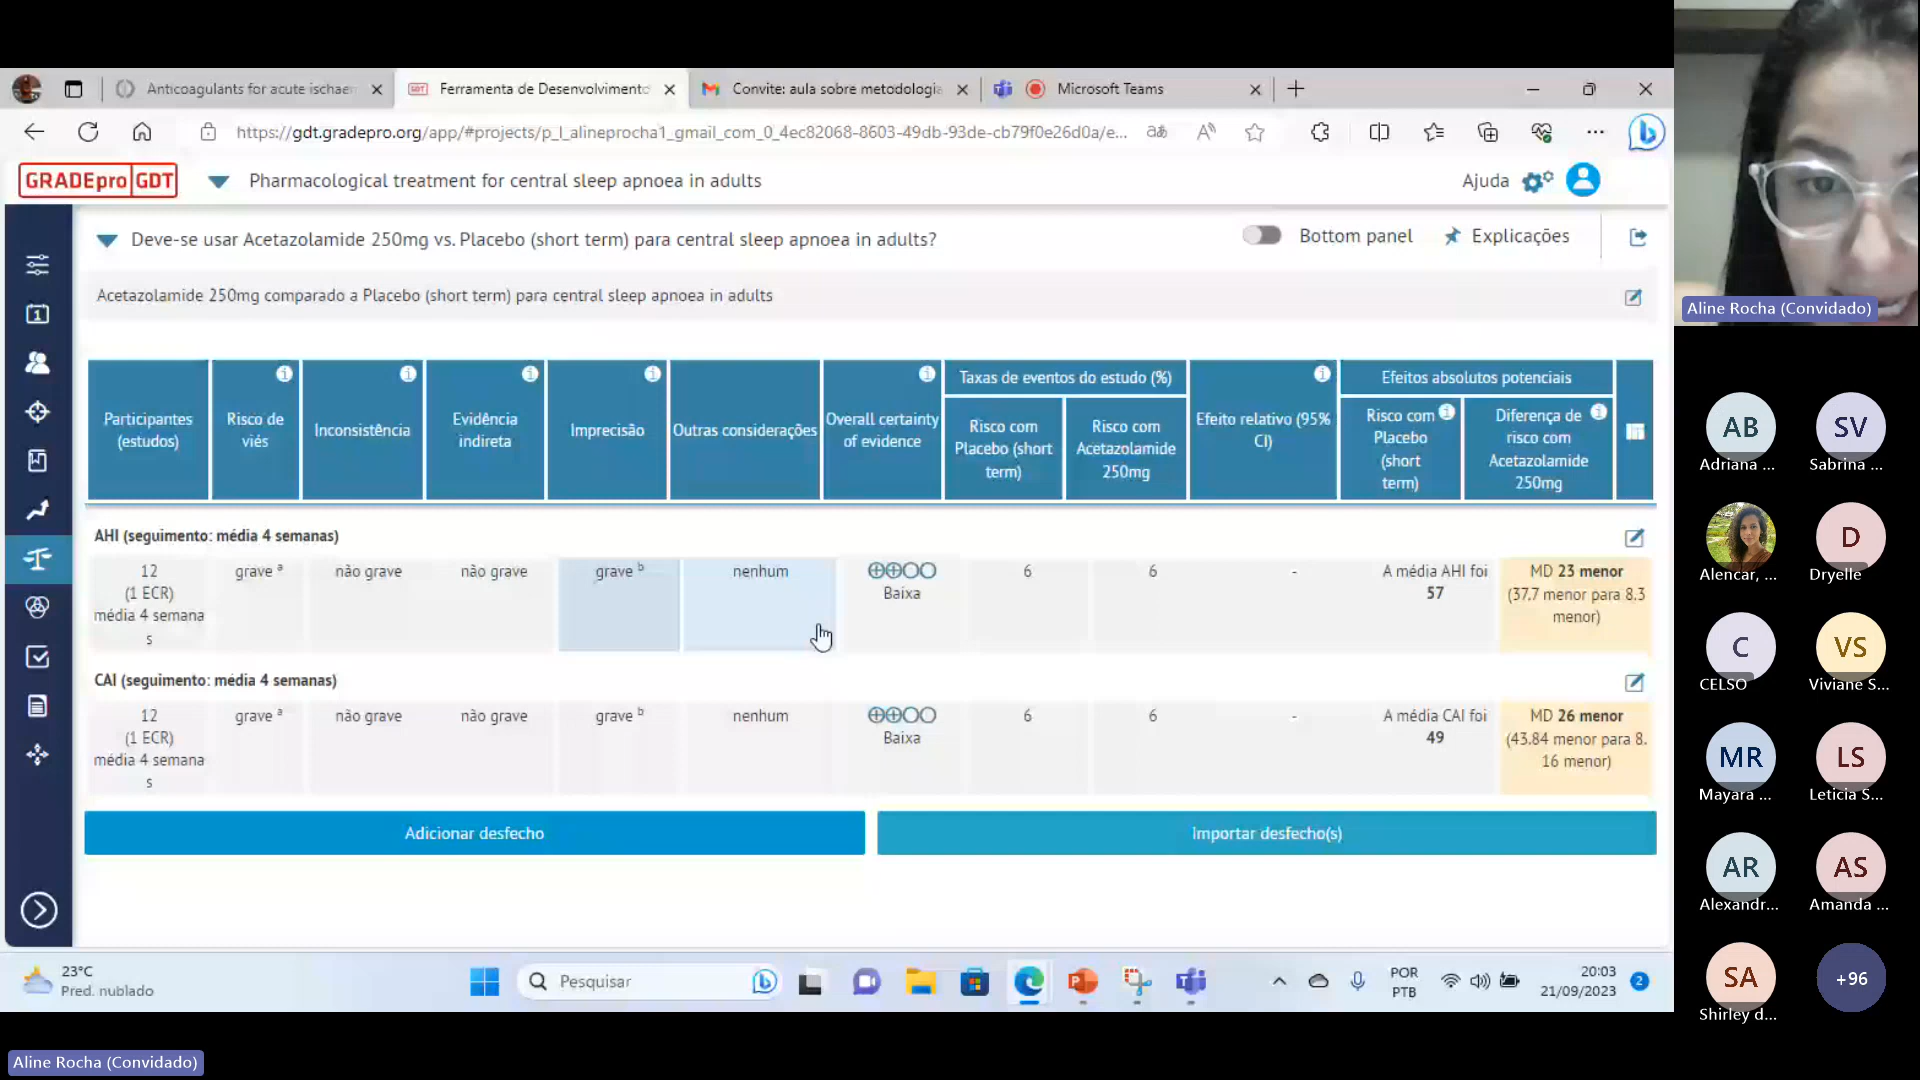 Anticoagulants for acute ischaen
Ferramenta de Desenvolvimento
Convite: aula sobre metodologia
Microsoft Teams
https://gdt.gradepro.org/app/#projects/p_l_alineprocha1_gmail_com_0_4ec82068-8603-49db-93de-cb79f0e26d0a/e...
GRADEpro GDT
Pharmacological treatment for central sleep apnoea in adults
Ajuda
Deve-se usar Acetazolamide 250mg vs. Placebo (short term) para central sleep apnoea in adults?
Bottom panel
Explicações
Acetazolamide 250mg comparado a Placebo (short term) para central sleep apnoea in adults
Participantes
(estudos)
Risco de
viés
Inconsistência
Evidência
indireta
Imprecisão
Outras considerações
Overall certainty
of evidence
Taxas de eventos do estudo (%)
Risco com
Placebo (short
term)
Risco com
Acetazolamide
250mg
Efeito relativo (95%
CI)
Efeitos absolutos potenciais
Risco com
Placebo
(short
term)
Diferença de
risco com
Acetazolamide
250mg
AHI (seguimento: média 4 semanas)
12
(1 ECR)
média 4 semana
s
grave a
não grave
não grave
grave b
nenhum
Baixa
6
6
-
A média AHI foi
57
MD 23 menor
(37.7 menor para 8.3
menor)
CAI (seguimento: média 4 semanas)
12
(1 ECR)
média 4 semana
s
grave a
não grave
não grave
grave b
nenhum
Baixa
6
6
-
A média CAI foi
49
MD 26 menor
(43.84 menor para 8.
16 menor)
Adicionar desfecho
Importar desfecho(s)
23°C
Pred. nublado
Pesquisar
POR
PTB
20:03
21/09/2023
2
Aline Rocha (Convidado)
AB
Adriana ...
SV
Sabrina ...
Alencar, ...
D
Dryelle
C
CELSO
VS
Viviane S...
MR
Mayara ...
LS
Leticia S...
AR
Alexandr...
AS
Amanda ...
SA
Shirley d...
+96
Aline Rocha (Convidado)